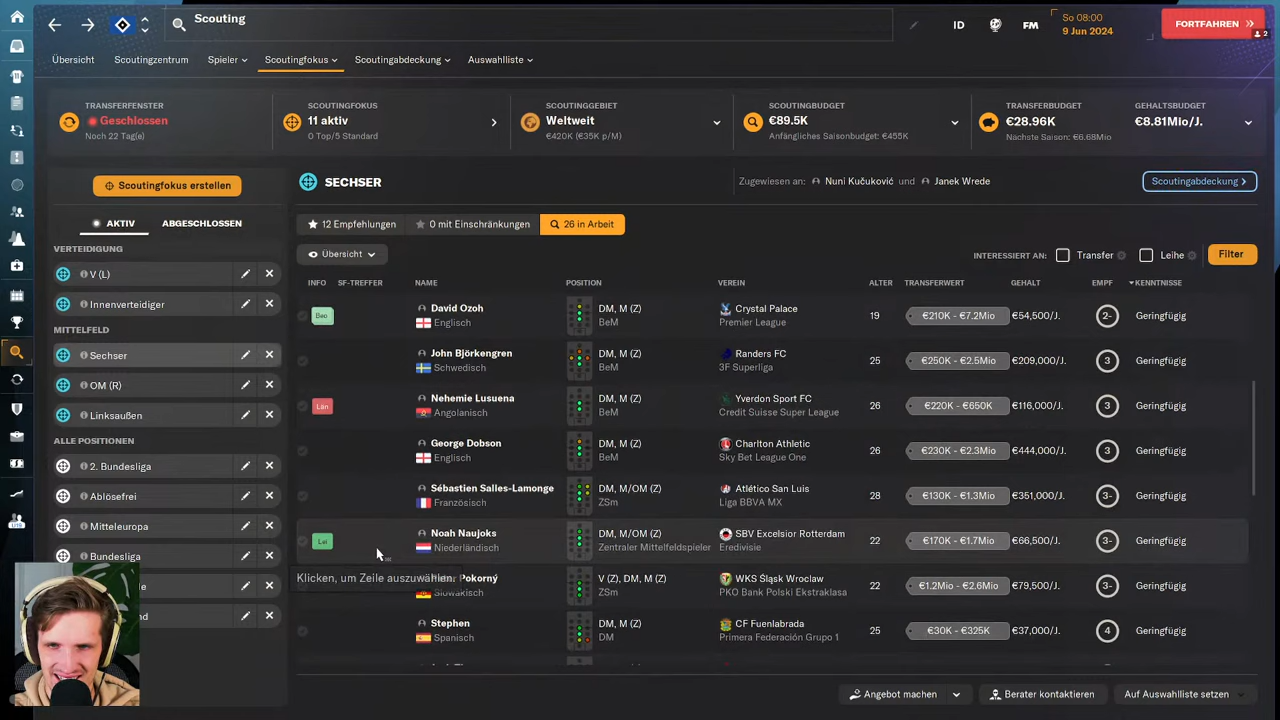 Scouting
ID
FM
So 08:00
9 Jun 2024
FORTFAHREN
2
Übersicht
Scoutingzentrum
Spieler
Scoutingfokus
Scoutingabdeckung
Auswahlliste
TRANSFERFENSTER
Geschlossen
Noch 22 Tag(e)
SCOUTINGFOKUS
11 aktiv
0 Top/5 Standard
SCOUTINGGEBIET
Weltweit
€420K (€35K p/M)
SCOUTINGBUDGET
€89.5K
Anfängliches Saisonbudget: €455K
TRANSFERBUDGET
€28.96K
Nächste Saison: €6.68Mio
GEHALTSBUDGET
€8.81Mio/J.
Scoutingfokus erstellen
AKTIV
ABGESCHLOSSEN
VERTEIDIGUNG
V (L)
Innenverteidiger
MITTELFELD
Sechser
OM (R)
Linksaußen
ALLE POSITIONEN
2. Bundesliga
Ablösefrei
Mitteleuropa
Bundesliga
SECHSER
Zugewiesen an: Nuni Kučuković und Janek Wrede
Scoutingabdeckung
12 Empfehlungen
0 mit Einschränkungen
26 in Arbeit
Übersicht
INTERESSIERT AN: Transfer Leihe
Filter
INFO SF-TREFFER NAME POSITION VEREIN ALTER TRANSFERWERT GEHALT EMPF KENNTNISSE
Beo David Ozoh DM, M (Z) Crystal Palace 19 €210K - €7.2Mio €54,500/J. 2- Geringfügig
Englisch BeM Premier League
John Björkengren DM, M (Z) Randers FC 25 €250K - €2.5Mio €209,000/J. 3 Geringfügig
Schwedisch BeM 3F Superliga
Län Nehemie Lusuena DM, M (Z) Yverdon Sport FC 26 €220K - €650K €116,000/J. 3 Geringfügig
Angolanisch BeM Credit Suisse Super League
George Dobson DM, M (Z) Charlton Athletic 26 €230K - €2.3Mio €444,000/J. 3 Geringfügig
Englisch BeM Sky Bet League One
Sébastien Salles-Lamonge DM, M/OM (Z) Atlético San Luis 28 €130K - €1.3Mio €351,000/J. 3- Geringfügig
Französisch ZSm Liga BBVA MX
Lei Noah Naujoks DM, M/OM (Z) SBV Excelsior Rotterdam 22 €170K - €1.7Mio €66,500/J. 3- Geringfügig
Niederländisch Zentraler Mittelfeldspieler Eredivisie
Klicken, um Zeile auszuwählen. Pokorný V (Z), DM, M (Z) WKS Śląsk Wroclaw 22 €1.2Mio - €2.6Mio €79,500/J. 3- Geringfügig
Slowakisch ZSm PKO Bank Polski Ekstraklasa
Stephen DM, M (Z) CF Fuenlabrada 25 €30K - €325K €37,000/J. 4 Geringfügig
Spanisch DM Primera Federación Grupo 1
Angebot machen
Berater kontaktieren
Auf Auswahlliste setzen